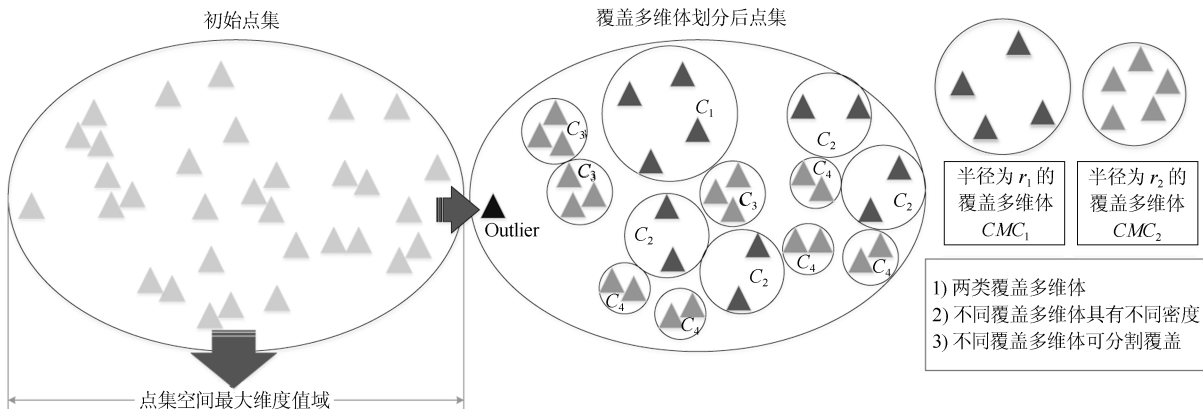 初始点集
点集空间最大维度值域
覆盖多维体划分后点集
Outlier
C₃
C₁
C₂
C₃
C₄
C₃
C₂
C₂
C₂
C₄
C₄
C₄
C₄
半径为 r₁ 的
覆盖多维体
CMC₁
半径为 r₂ 的
覆盖多维体
CMC₂
1) 两类覆盖多维体
2) 不同覆盖多维体具有不同密度
3) 不同覆盖多维体可分割覆盖